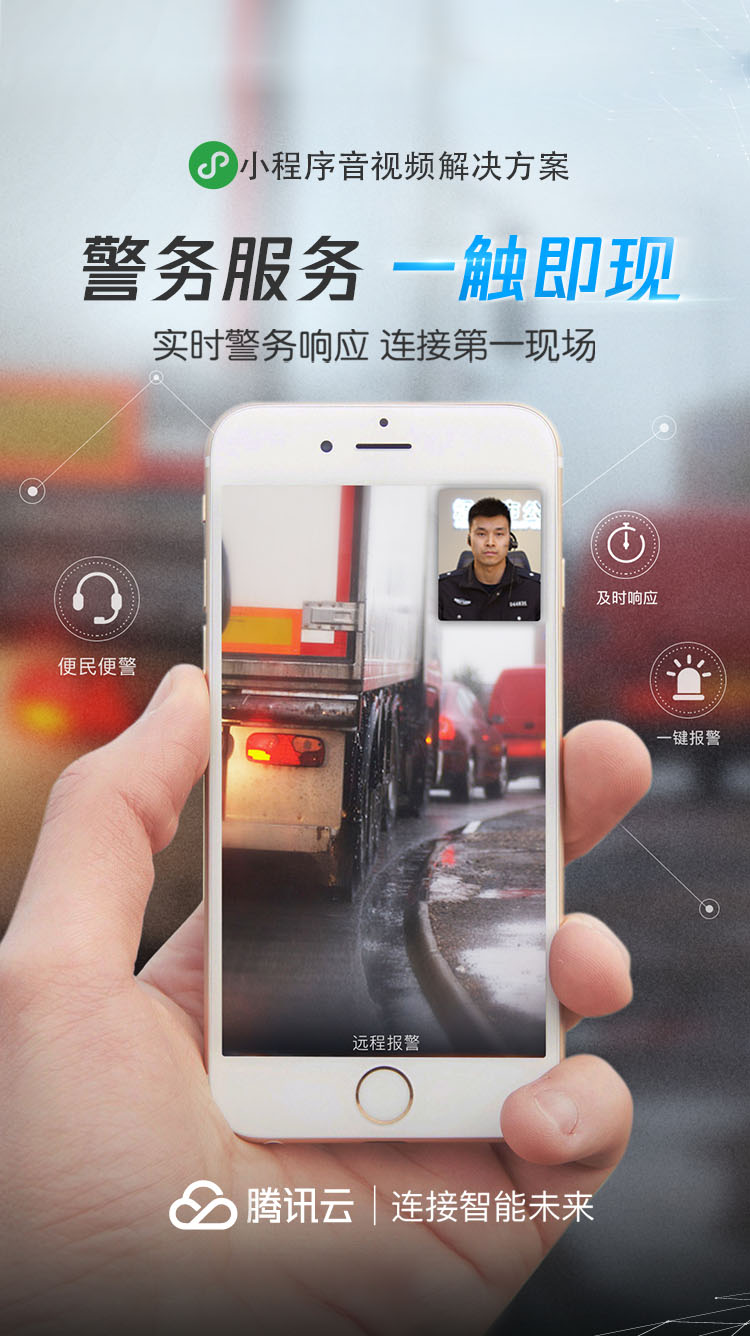 小程序音视频解决方案
警务服务 一触即现
实时警务响应 连接第一现场
及时响应
便民便警
一键报警
远程报警
腾讯云 | 连接智能未来